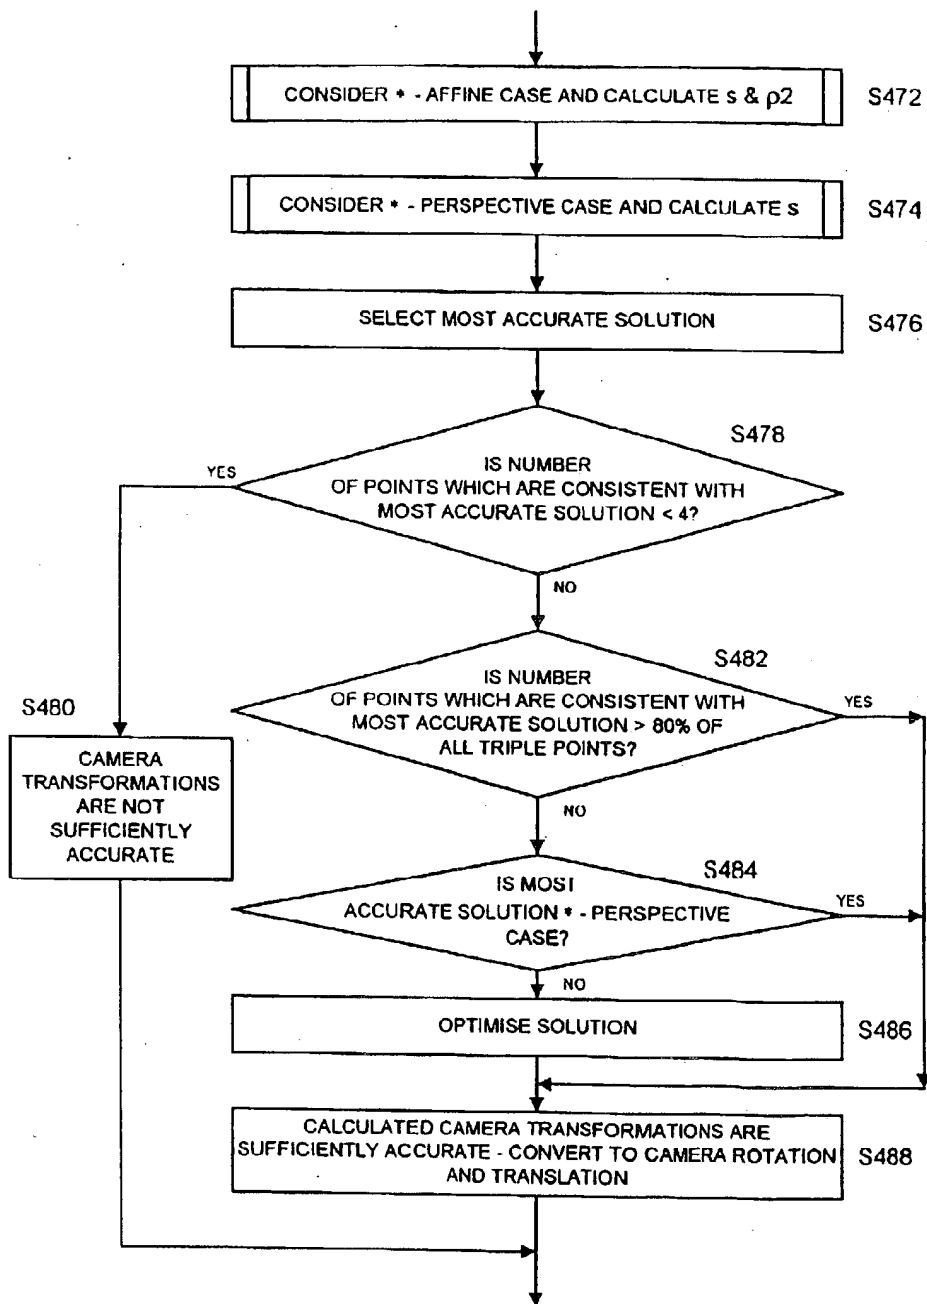 CONSIDER * - AFFINE CASE AND CALCULATE s & ρ2
S472
CONSIDER * - PERSPECTIVE CASE AND CALCULATE s
S474
SELECT MOST ACCURATE SOLUTION
S476
S478
YES
IS NUMBER
OF POINTS WHICH ARE CONSISTENT WITH
MOST ACCURATE SOLUTION < 4?
NO
S482
IS NUMBER
OF POINTS WHICH ARE CONSISTENT WITH
MOST ACCURATE SOLUTION > 80% OF
ALL TRIPLE POINTS?
YES
S480
CAMERA
TRANSFORMATIONS
ARE NOT
SUFFICIENTLY
ACCURATE
NO
S484
IS MOST
ACCURATE SOLUTION * - PERSPECTIVE
CASE?
YES
NO
OPTIMISE SOLUTION
S486
CALCULATED CAMERA TRANSFORMATIONS ARE
SUFFICIENTLY ACCURATE - CONVERT TO CAMERA ROTATION
AND TRANSLATION
S488